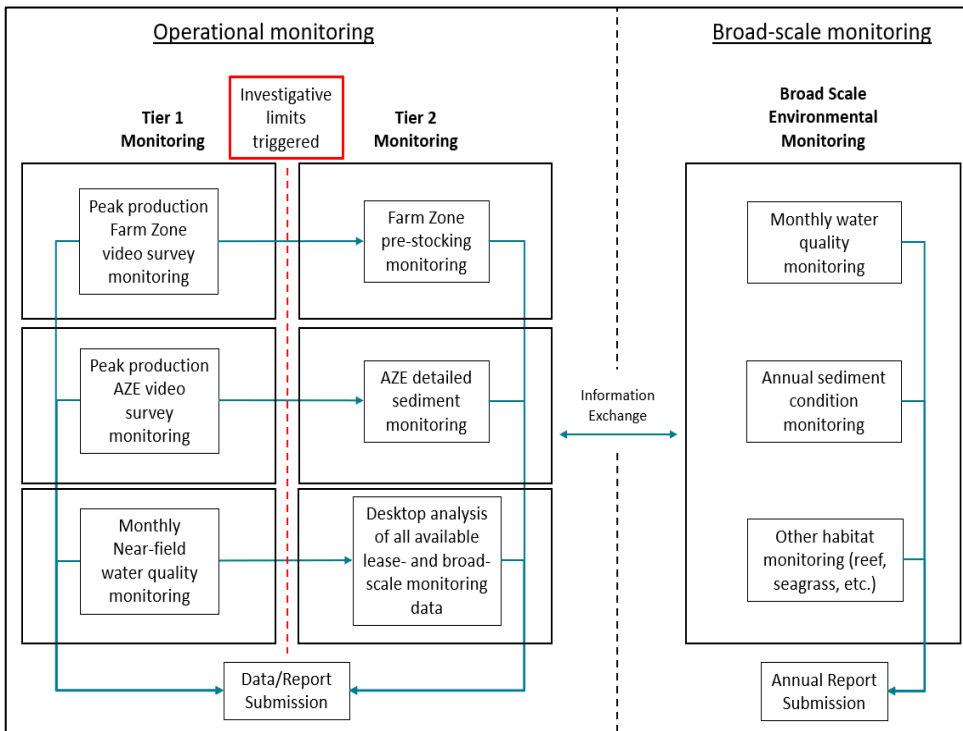 Operational monitoring
Broad-scale monitoring
Tier 1
Monitoring
Investigative
limits
triggered
Tier 2
Monitoring
Broad Scale
Environmental
Monitoring
Peak production
Farm Zone
video survey
monitoring
Farm Zone
pre-stocking
monitoring
Monthly water
quality
monitoring
Peak production
AZE video
survey
monitoring
AZE detailed
sediment
monitoring
Information
Exchange
Annual sediment
condition
monitoring
Monthly
Near-field
water quality
monitoring
Desktop analysis
of all available
lease- and broad-
scale monitoring
data
Other habitat
monitoring (reef,
seagrass, etc.)
Data/Report
Submission
Annual Report
Submission